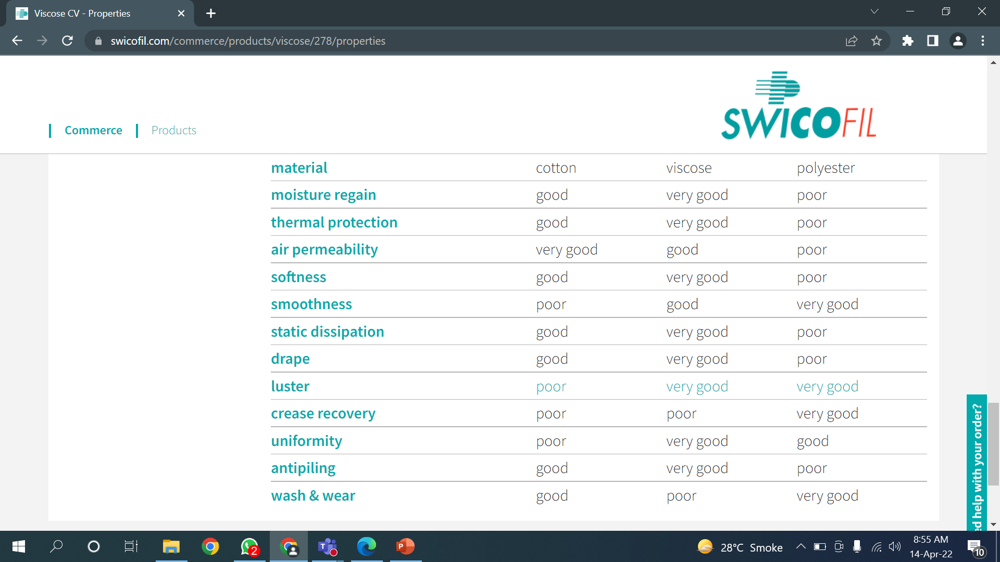 Viscose CV - Properties
swicofil.com/commerce/products/viscose/278/properties
SWICOFIL
Commerce Products
material cotton viscose polyester
moisture regain good very good poor
thermal protection good very good poor
air permeability very good good poor
softness good very good poor
smoothness poor good very good
static dissipation good very good poor
drape good very good poor
luster poor very good very good
crease recovery poor poor very good
uniformity poor very good good
antipiling good very good poor
wash & wear good poor very good
ed help with your order?
2
28°C Smoke
8:55 AM
14-Apr-22
10